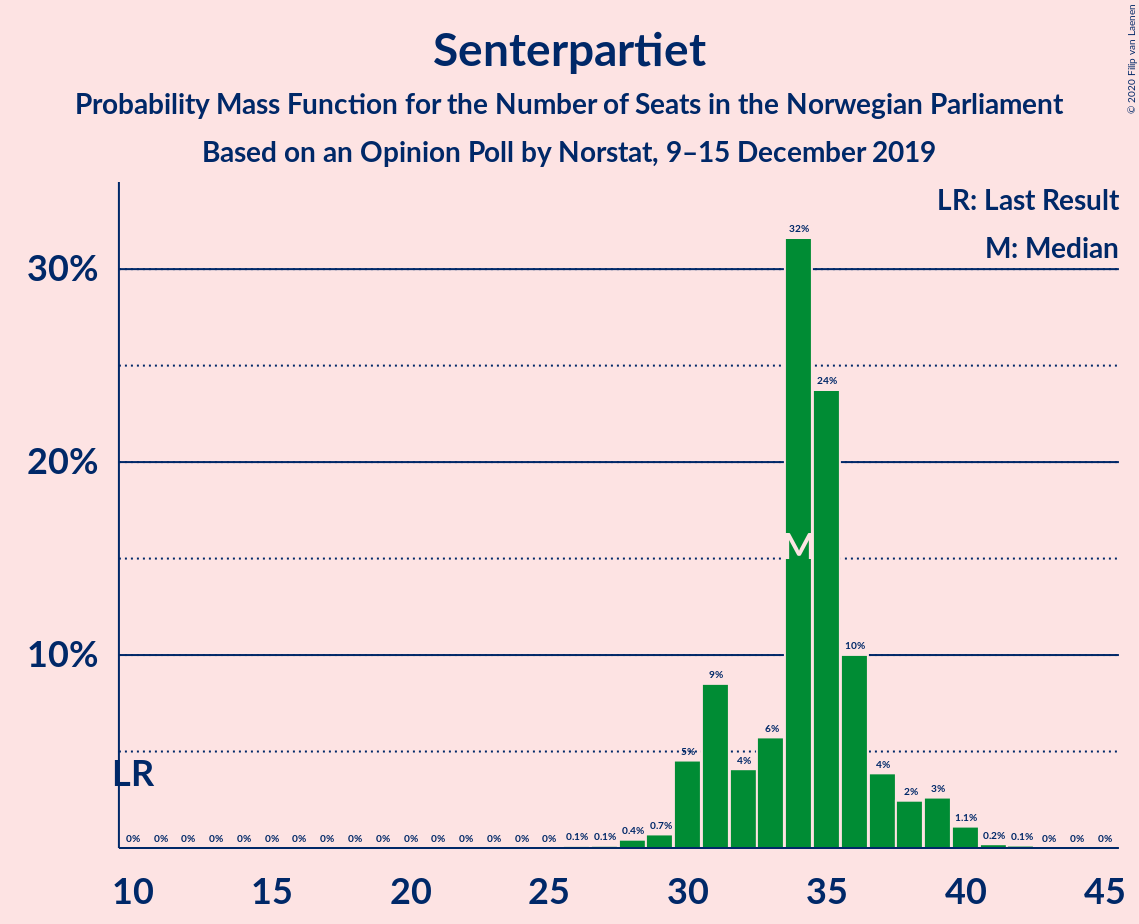 © 2020 Filip van Laenen
Senterpartiet
Probability Mass Function for the Number of Seats in the Norwegian Parliament
Based on an Opinion Poll by Norstat, 9–15 December 2019
LR: Last Result
M: Median
30%
20%
10%
32%
24%
M
10%
9%
6%
5%
4%
4%
2%
3%
LR
0% 0% 0% 0% 0% 0% 0% 0% 0% 0% 0% 0% 0% 0% 0% 0% 0.1% 0.1% 0.4% 0.7% 1.1% 0.2% 0.1% 0% 0% 0%
10 15 20 25 30 35 40 45